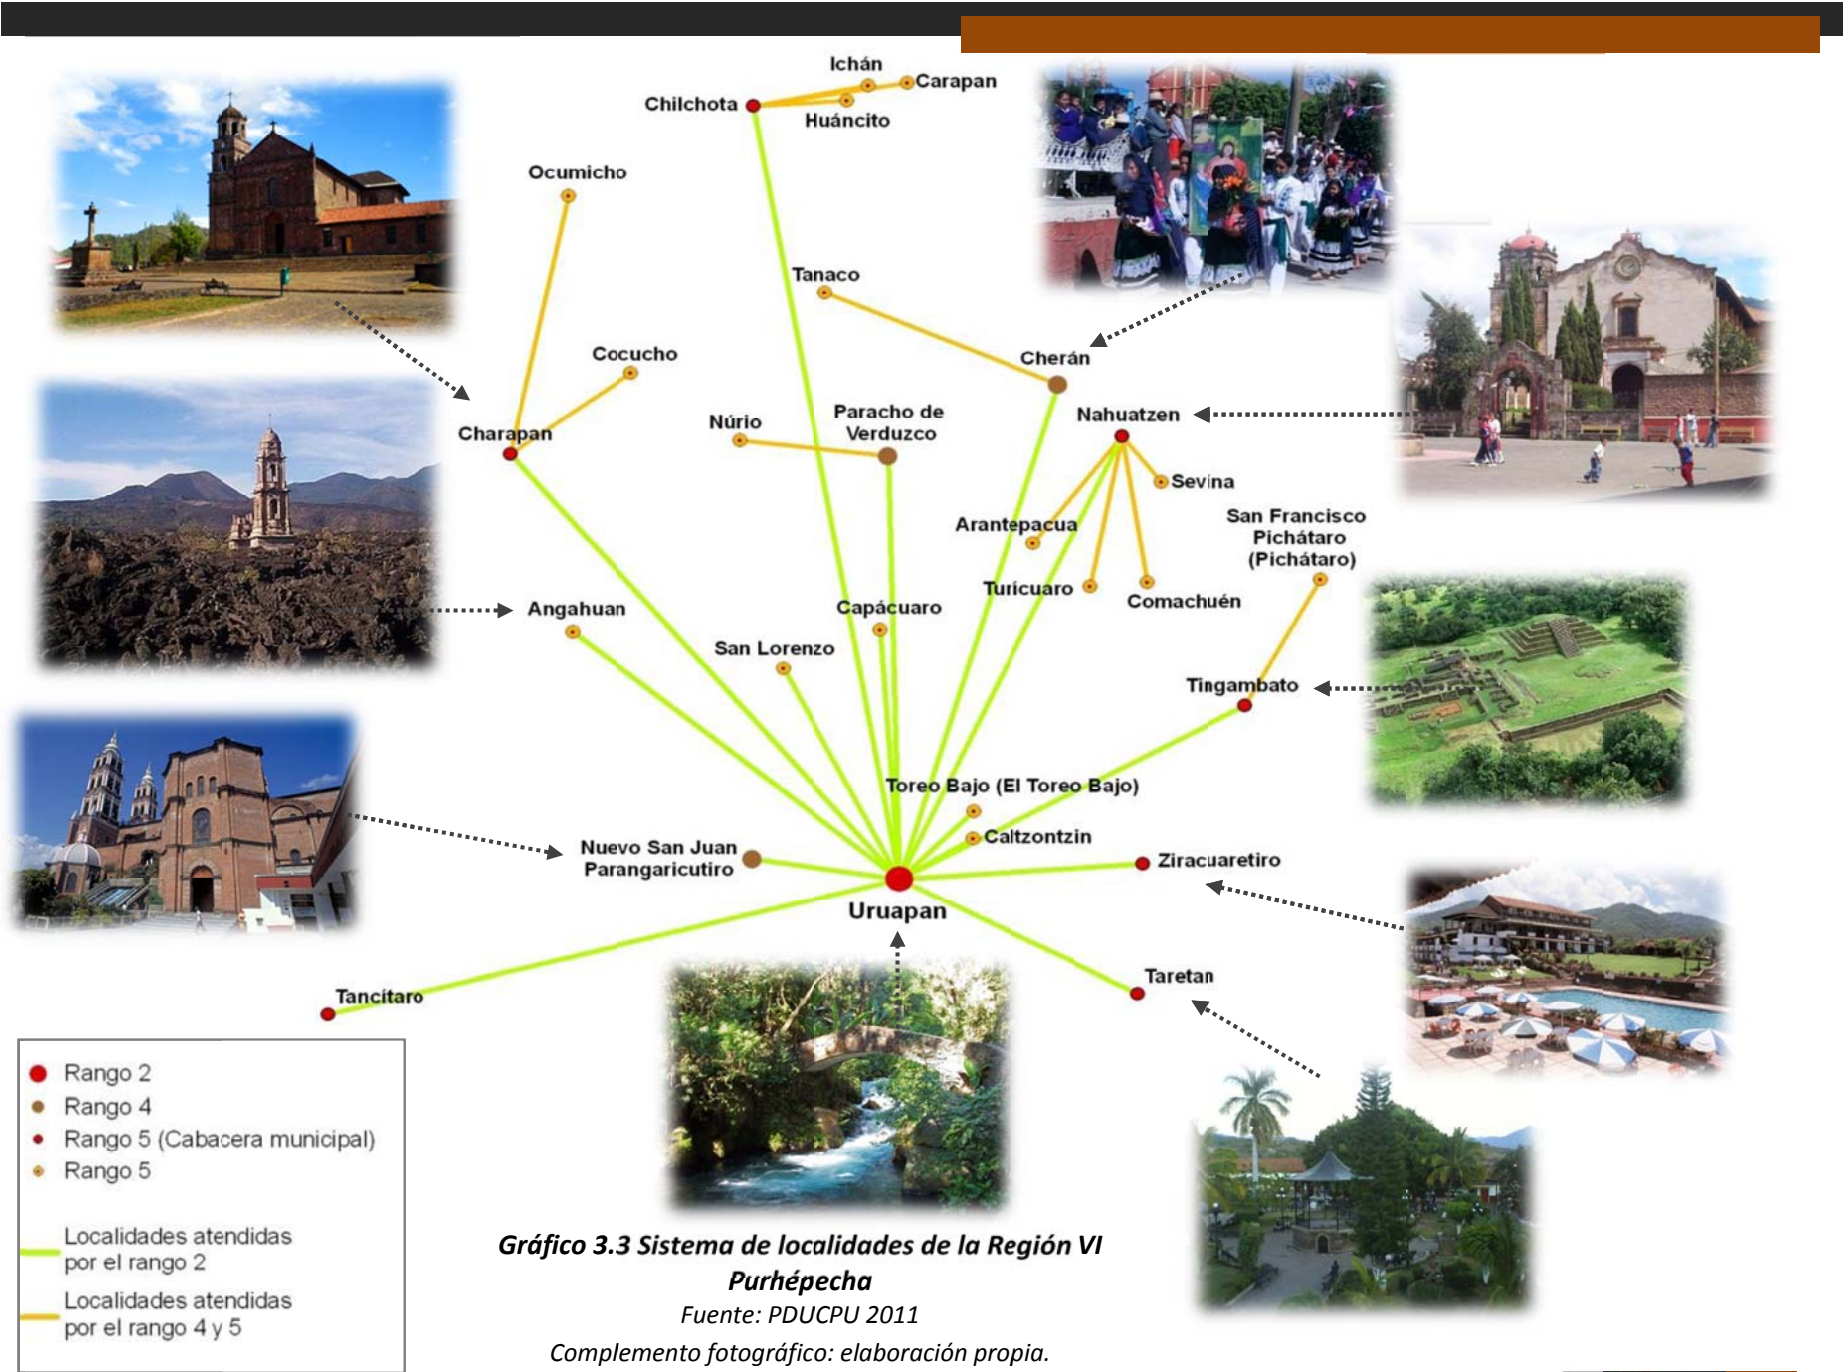 Ichán
Carapan
Chilchota
Huáncito
Ocumicho
Tanaco
Cocucho
Cherán
Charapan
Núrio
Paracho de
Verduzco
Nahuatzen
Sevina
Arantepacua
San Francisco
Pichátaro
(Pichátaro)
Turícuaro
Comachuén
Angahuan
Capácuaro
San Lorenzo
Tingambato
Toreo Bajo (El Toreo Bajo)
Caltzontzin
Nuevo San Juan
Parangaricutiro
Ziracuaretiro
Uruapan
Taretan
Tancítaro
Rango 2
Rango 4
Rango 5 (Cabacera municipal)
Rango 5
Localidades atendidas
por el rango 2
Localidades atendidas
por el rango 4 y 5
Gráfico 3.3 Sistema de localidades de la Región VI
Purhépecha
Fuente: PDUCPU 2011
Complemento fotográfico: elaboración propia.